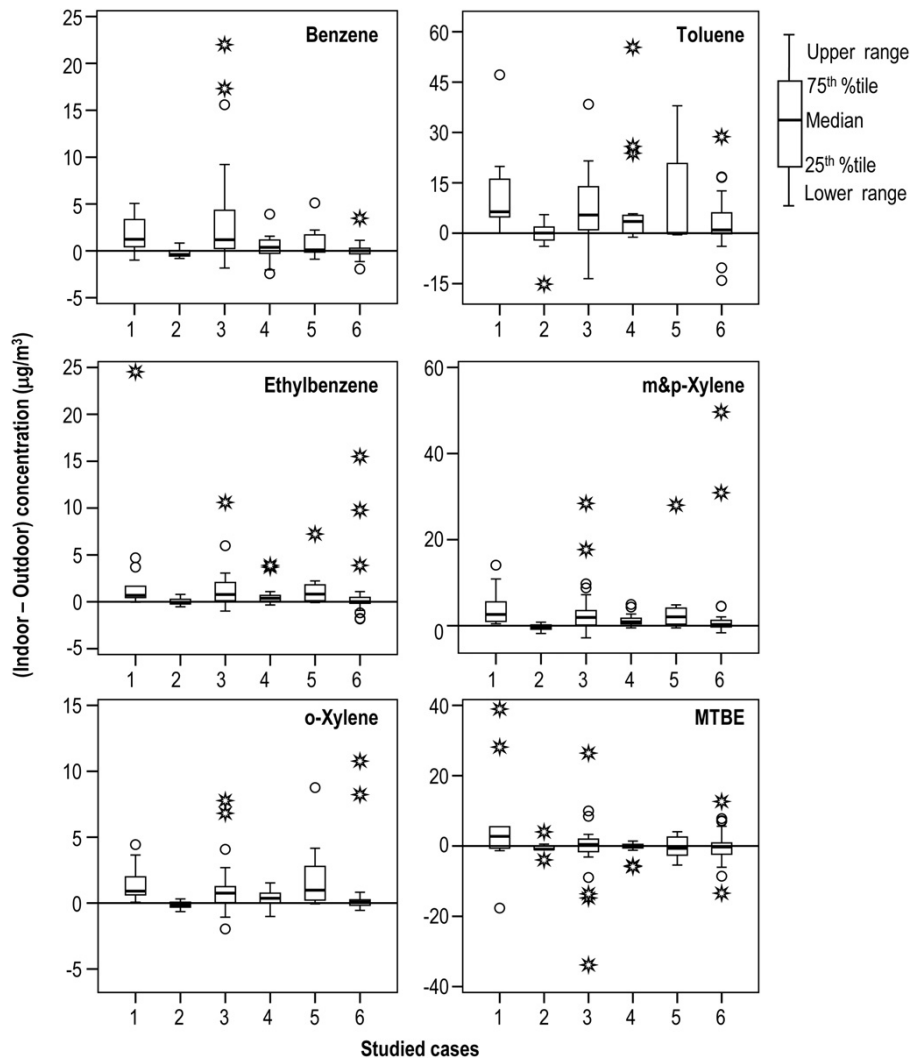 Benzene
25
20
15
10
5
0
-5
1 2 3 4 5 6
Toluene
60
45
30
15
0
-15
1 2 3 4 5 6
Upper range
75th %tile
Median
25th %tile
Lower range
(Indoor – Outdoor) concentration (µg/m³)
Ethylbenzene
25
20
15
10
5
0
-5
1 2 3 4 5 6
m&p-Xylene
60
40
20
0
1 2 3 4 5 6
o-Xylene
15
10
5
0
-5
1 2 3 4 5 6
MTBE
40
20
0
-20
-40
1 2 3 4 5 6
Studied cases